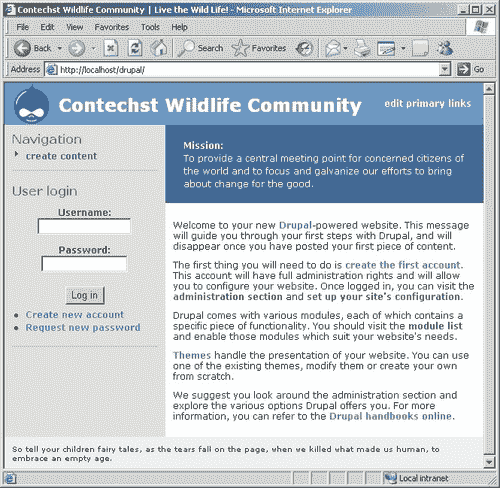 Contechst Wildlife Community | Live the Wild Life! - Microsoft Internet Explorer
File Edit View Favorites Tools Help
Back Search Favorites
Address http://localhost/drupal/ Go
Contechst Wildlife Community
edit primary links
Navigation
create content
User login
Username:
Password:
Log in
Create new account
Request new password
Mission:
To provide a central meeting point for concerned citizens of
the world and to focus and galvanize our efforts to bring
about change for the good.
Welcome to your new Drupal-powered website. This message
will guide you through your first steps with Drupal, and will
disappear once you have posted your first piece of content.
The first thing you will need to do is create the first account.
This account will have full administration rights and will allow
you to configure your website. Once logged in, you can visit the
administration section and set up your site's configuration.
Drupal comes with various modules, each of which contains a
specific piece of functionality. You should visit the module list
and enable those modules which suit your website's needs.
Themes handle the presentation of your website. You can use
one of the existing themes, modify them or create your own
from scratch.
We suggest you look around the administration section and
explore the various options Drupal offers you. For more
information, you can refer to the Drupal handbooks online.
So tell your children fairy tales, as the tears fall on the page, when we killed what made us human, to
embrace an empty age.
Local intranet